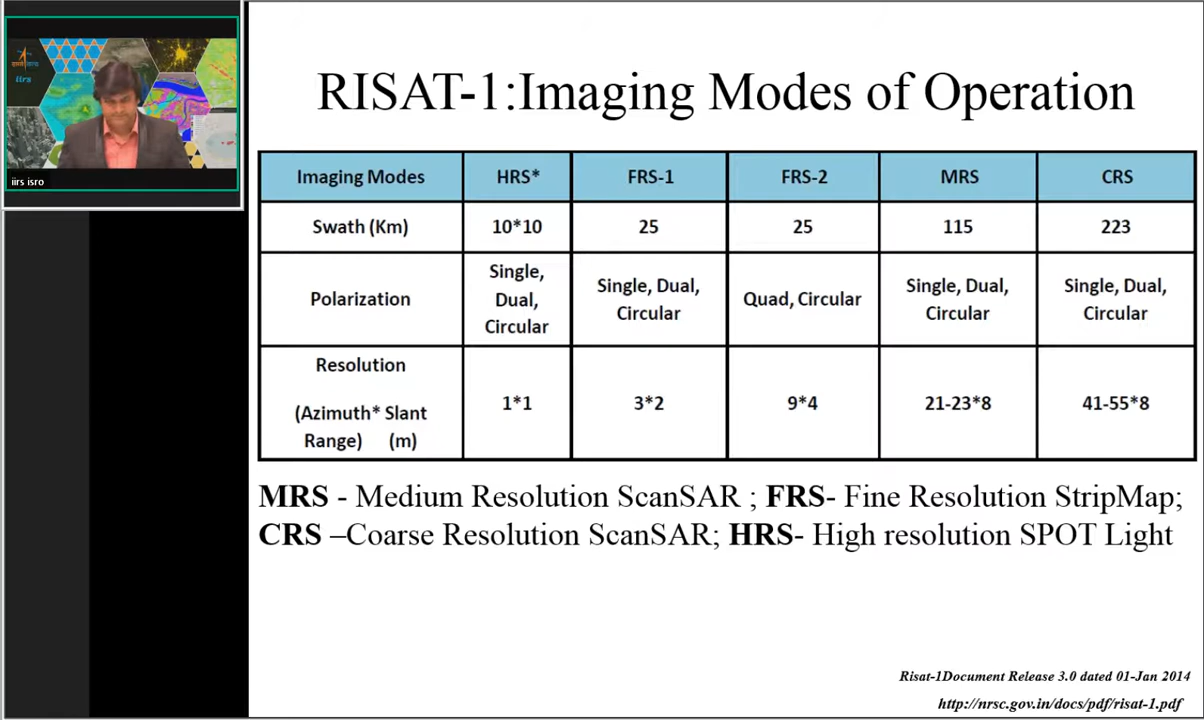 iirs
iirs isro
RISAT-1:Imaging Modes of Operation
Imaging Modes HRS* FRS-1 FRS-2 MRS CRS
Swath (Km) 10*10 25 25 115 223
Polarization Single, Dual, Circular Single, Dual, Circular Quad, Circular Single, Dual, Circular Single, Dual, Circular
Resolution (Azimuth* Slant Range) (m) 1*1 3*2 9*4 21-23*8 41-55*8
MRS - Medium Resolution ScanSAR ; FRS- Fine Resolution StripMap;
CRS –Coarse Resolution ScanSAR; HRS- High resolution SPOT Light
Risat-1Document Release 3.0 dated 01-Jan 2014
http://nrsc.gov.in/docs/pdf/risat-1.pdf